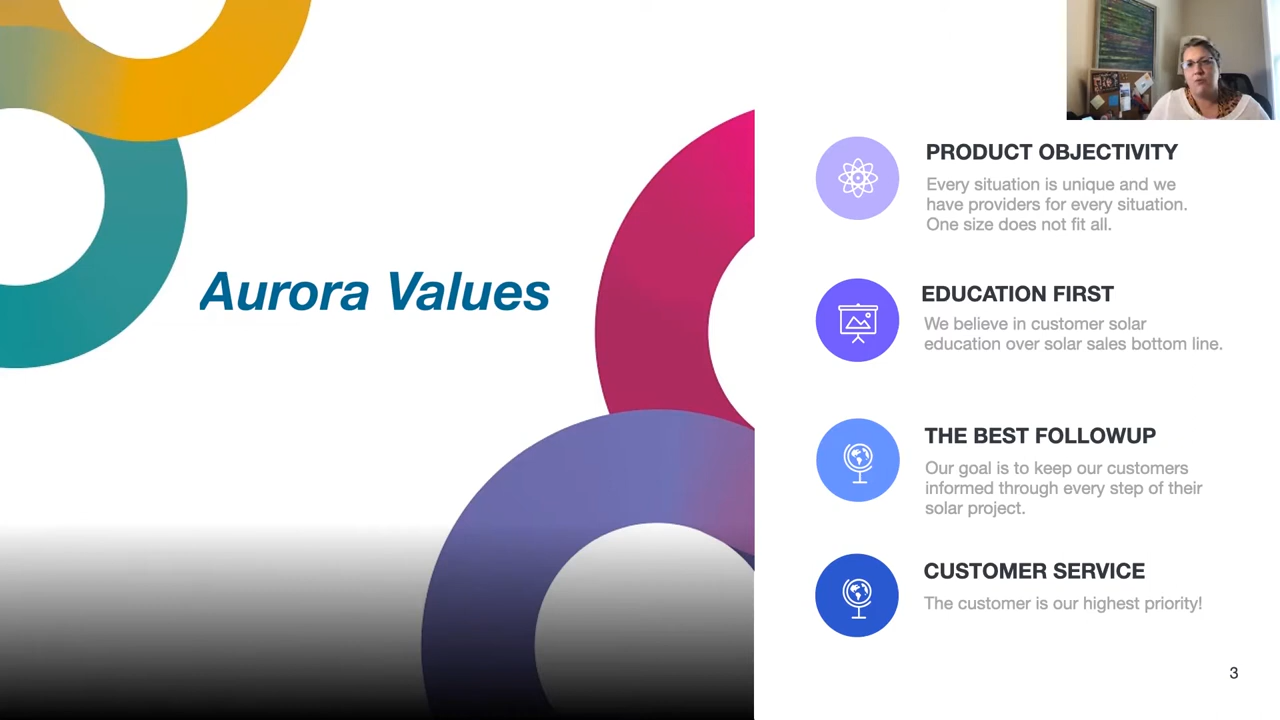 Aurora Values
PRODUCT OBJECTIVITY
Every situation is unique and we
have providers for every situation.
One size does not fit all.
EDUCATION FIRST
We believe in customer solar
education over solar sales bottom line.
THE BEST FOLLOWUP
Our goal is to keep our customers
informed through every step of their
solar project.
CUSTOMER SERVICE
The customer is our highest priority!
3